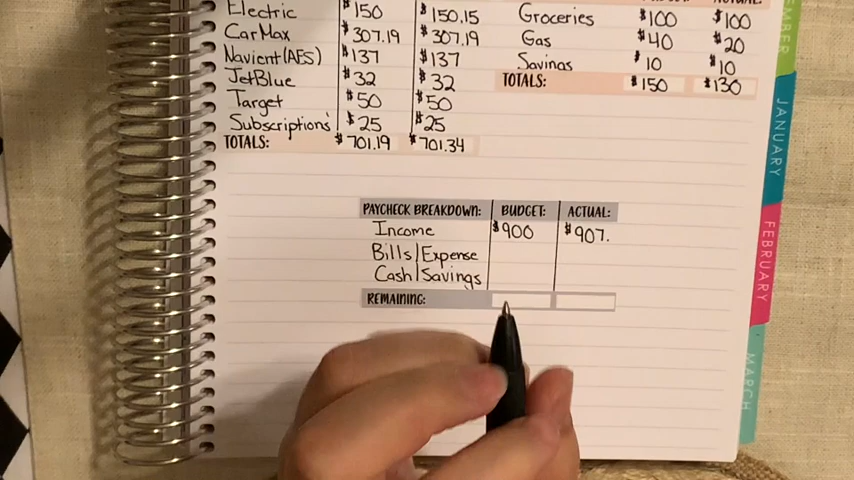 Electric $150 $150.15
CarMax $307.19 $307.19
Navient(AES) $137 $137
JetBlue $32 $32
Target $50 $50
Subscriptions' $25 $25
TOTALS: $701.19 $701.34
ACTUAL:
Groceries $100 $100
Gas $40 $20
Savings $10 $10
TOTALS: $150 $130
PAYCHECK BREAKDOWN: BUDGET: ACTUAL:
Income $900 $907.
Bills/Expense
Cash/Savings
REMAINING:
JANUARY
FEBRUARY
MARCH